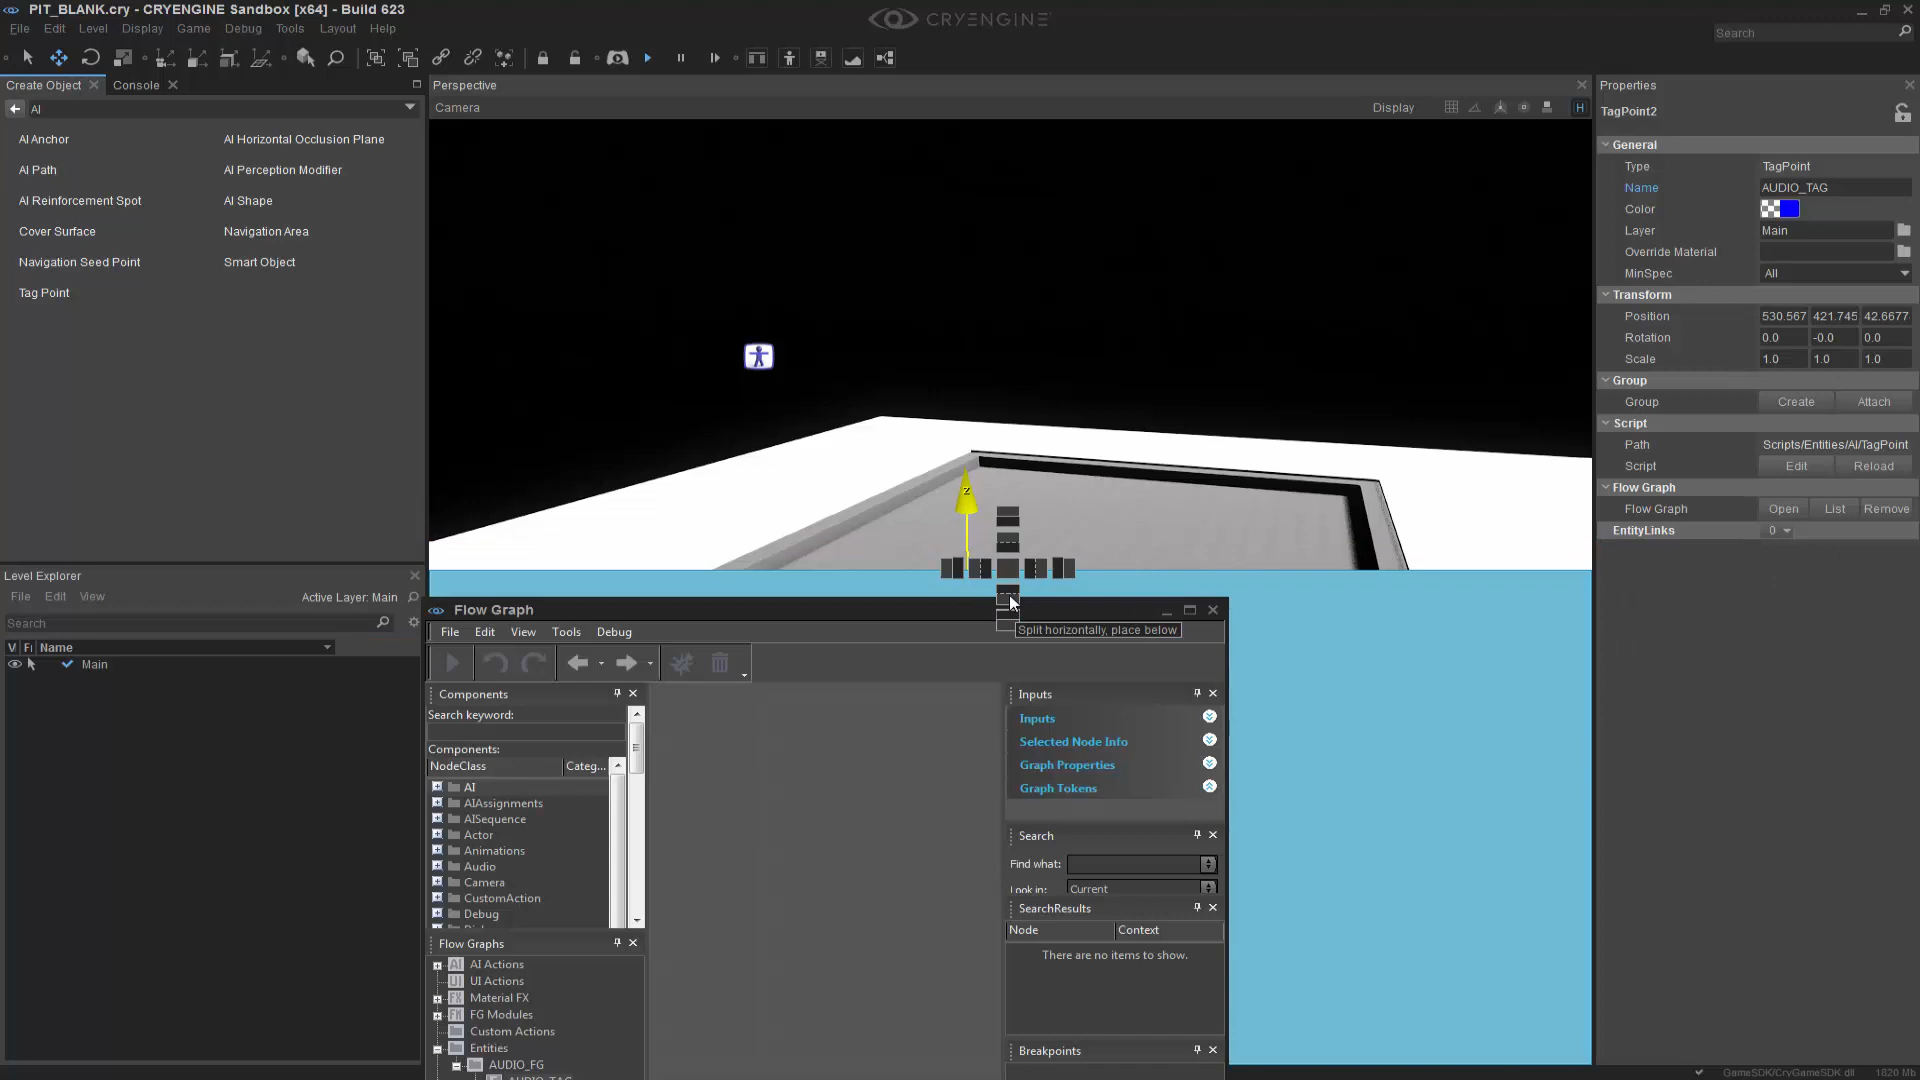 PIT_BLANK.cry - CRYENGINE Sandbox [x64] - Build 623
CRYENGINE
File Edit Level Display Game Debug Tools Layout Help
Search
Create Object
Console
AI
AI Anchor
AI Horizontal Occlusion Plane
AI Path
AI Perception Modifier
AI Reinforcement Spot
AI Shape
Cover Surface
Navigation Area
Navigation Seed Point
Smart Object
Tag Point
Perspective
Camera
Display
H
z
Split horizontally, place below
Level Explorer
File Edit View
Active Layer: Main
Search
V
Name
Main
Flow Graph
File Edit View Tools Debug
Components
Search keyword:
Components:
NodeClass
Categ...
AI
AIAssignments
AISequence
Actor
Animations
Audio
Camera
CustomAction
Debug
Flow Graphs
AI AI Actions
UI UI Actions
FX Material FX
FM FG Modules
Custom Actions
Entities
AUDIO_FG
AUDIO_TAG
Inputs
Inputs
Selected Node Info
Graph Properties
Graph Tokens
Search
Find what:
Look in: Current
SearchResults
Node
Context
There are no items to show.
Breakpoints
Properties
TagPoint2
General
Type TagPoint
Name AUDIO_TAG
Color
Layer Main
Override Material
MinSpec All
Transform
Position 530.567 421.745 42.6677
Rotation 0.0 -0.0 0.0
Scale 1.0 1.0 1.0
Group
Group Create Attach
Script
Path Scripts/Entities/AI/TagPoint
Script Edit Reload
Flow Graph
Flow Graph Open List Remove
EntityLinks 0
GameSDK/CryGameSDK.dll 1820 Mb